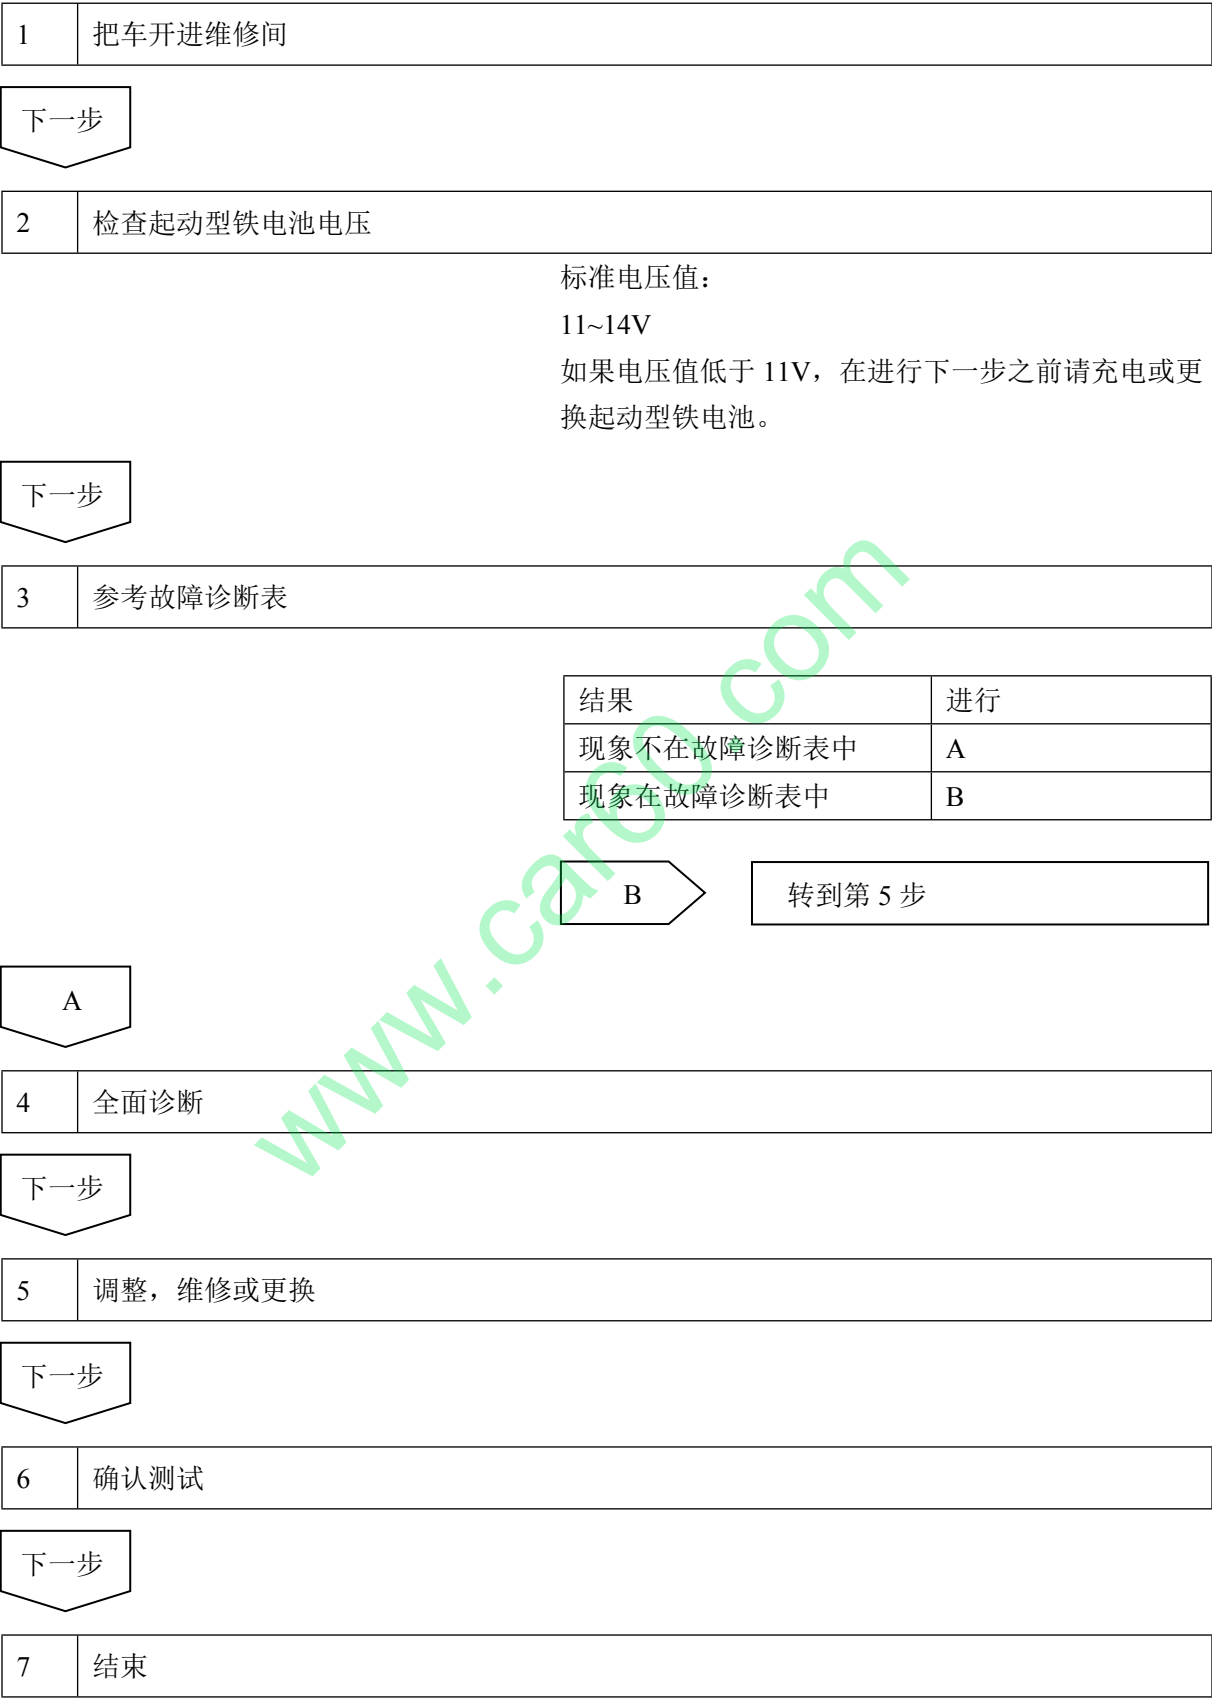 1 把车开进维修间
下一步
2 检查起动型铁电池电压
标准电压值：
11~14V
如果电压值低于 11V，在进行下一步之前请充电或更
换起动型铁电池。
下一步
3 参考故障诊断表
结果 进行
现象不在故障诊断表中 A
现象在故障诊断表中 B
B 转到第 5 步
A
4 全面诊断
下一步
5 调整，维修或更换
下一步
6 确认测试
下一步
7 结束
www.car60.com